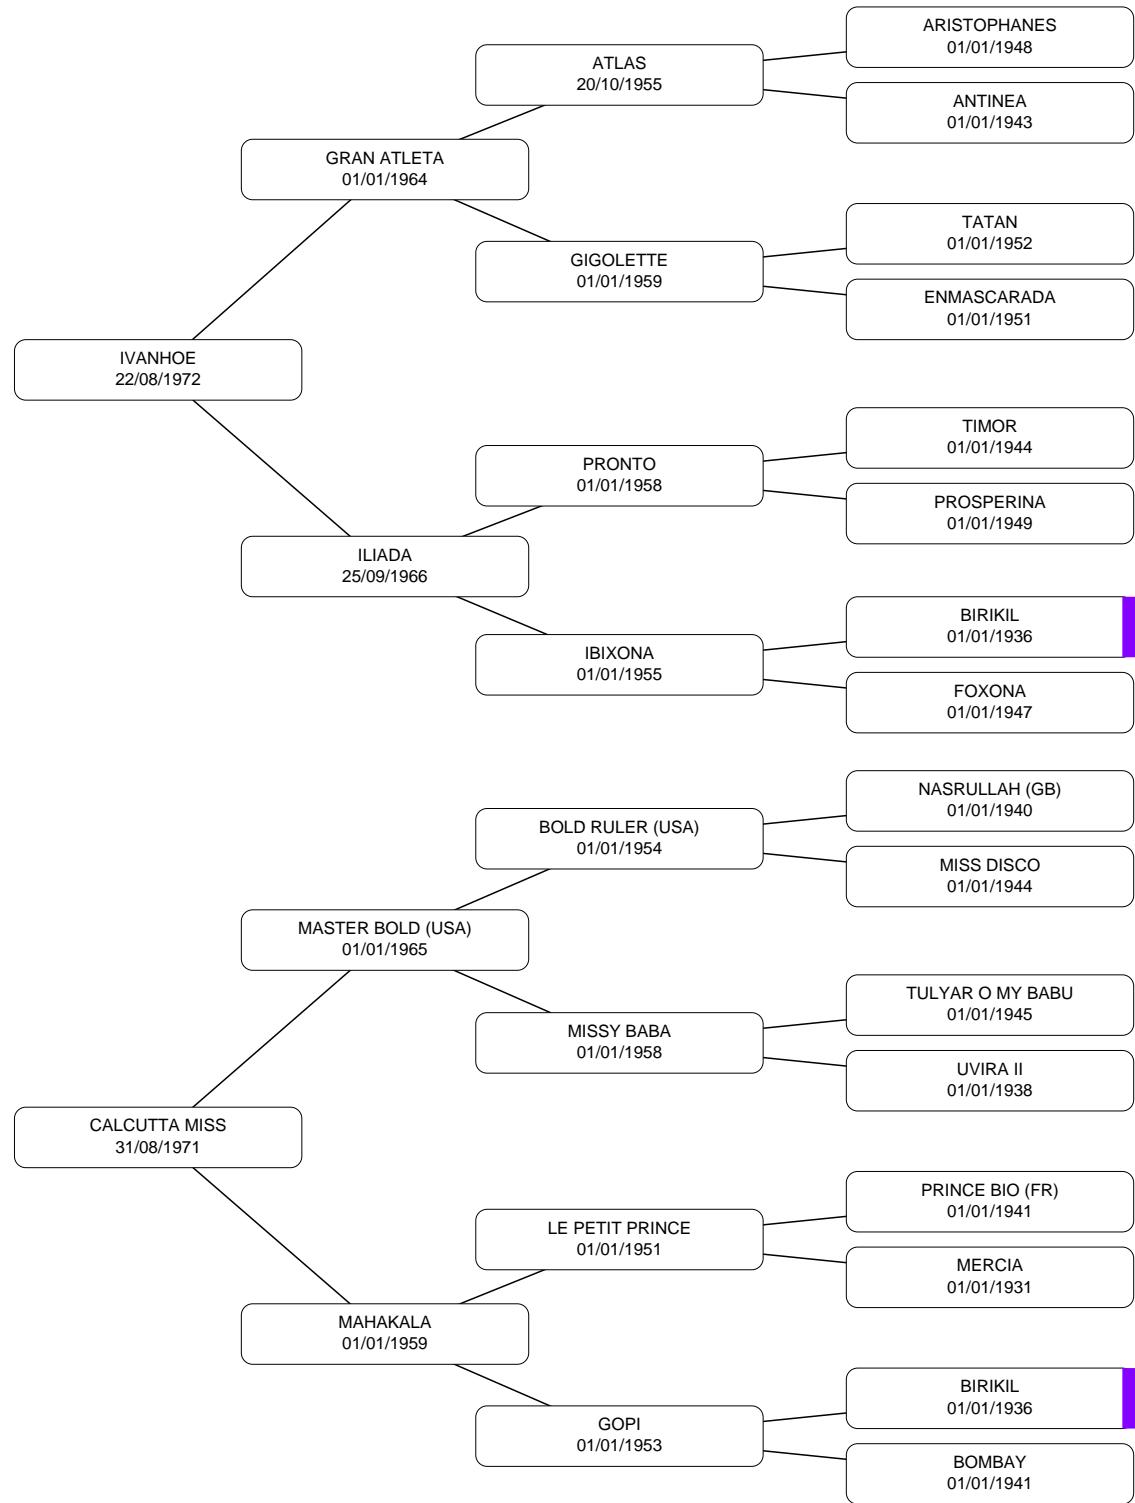 ARISTOPHANES
01/01/1948
ATLAS
20/10/1955
ANTINEA
01/01/1943
GRAN ATLETA
01/01/1964
TATAN
01/01/1952
GIGOLETTE
01/01/1959
ENMASCARADA
01/01/1951
IVANHOE
22/08/1972
TIMOR
01/01/1944
PRONTO
01/01/1958
PROSPERINA
01/01/1949
ILIADA
25/09/1966
BIRIKIL
01/01/1936
IBIXONA
01/01/1955
FOXONA
01/01/1947
NASRULLAH (GB)
01/01/1940
BOLD RULER (USA)
01/01/1954
MISS DISCO
01/01/1944
MASTER BOLD (USA)
01/01/1965
TULYAR O MY BABU
01/01/1945
MISSY BABA
01/01/1958
UVIRA II
01/01/1938
CALCUTTA MISS
31/08/1971
PRINCE BIO (FR)
01/01/1941
LE PETIT PRINCE
01/01/1951
MERCIA
01/01/1931
MAHAKALA
01/01/1959
BIRIKIL
01/01/1936
GOPI
01/01/1953
BOMBAY
01/01/1941